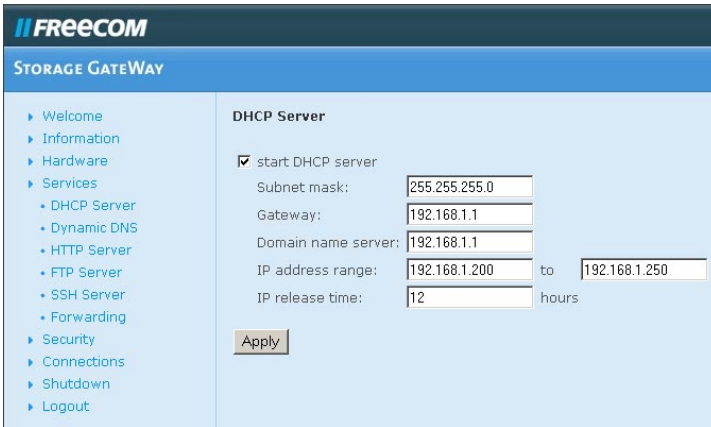 FREECOM
STORAGE GATEWAY
Welcome
Information
Hardware
Services
DHCP Server
Dynamic DNS
HTTP Server
FTP Server
SSH Server
Forwarding
Security
Connections
Shutdown
Logout
DHCP Server
start DHCP server
Subnet mask: 255.255.255.0
Gateway: 192.168.1.1
Domain name server: 192.168.1.1
IP address range: 192.168.1.200 to 192.168.1.250
IP release time: 12 hours
Apply